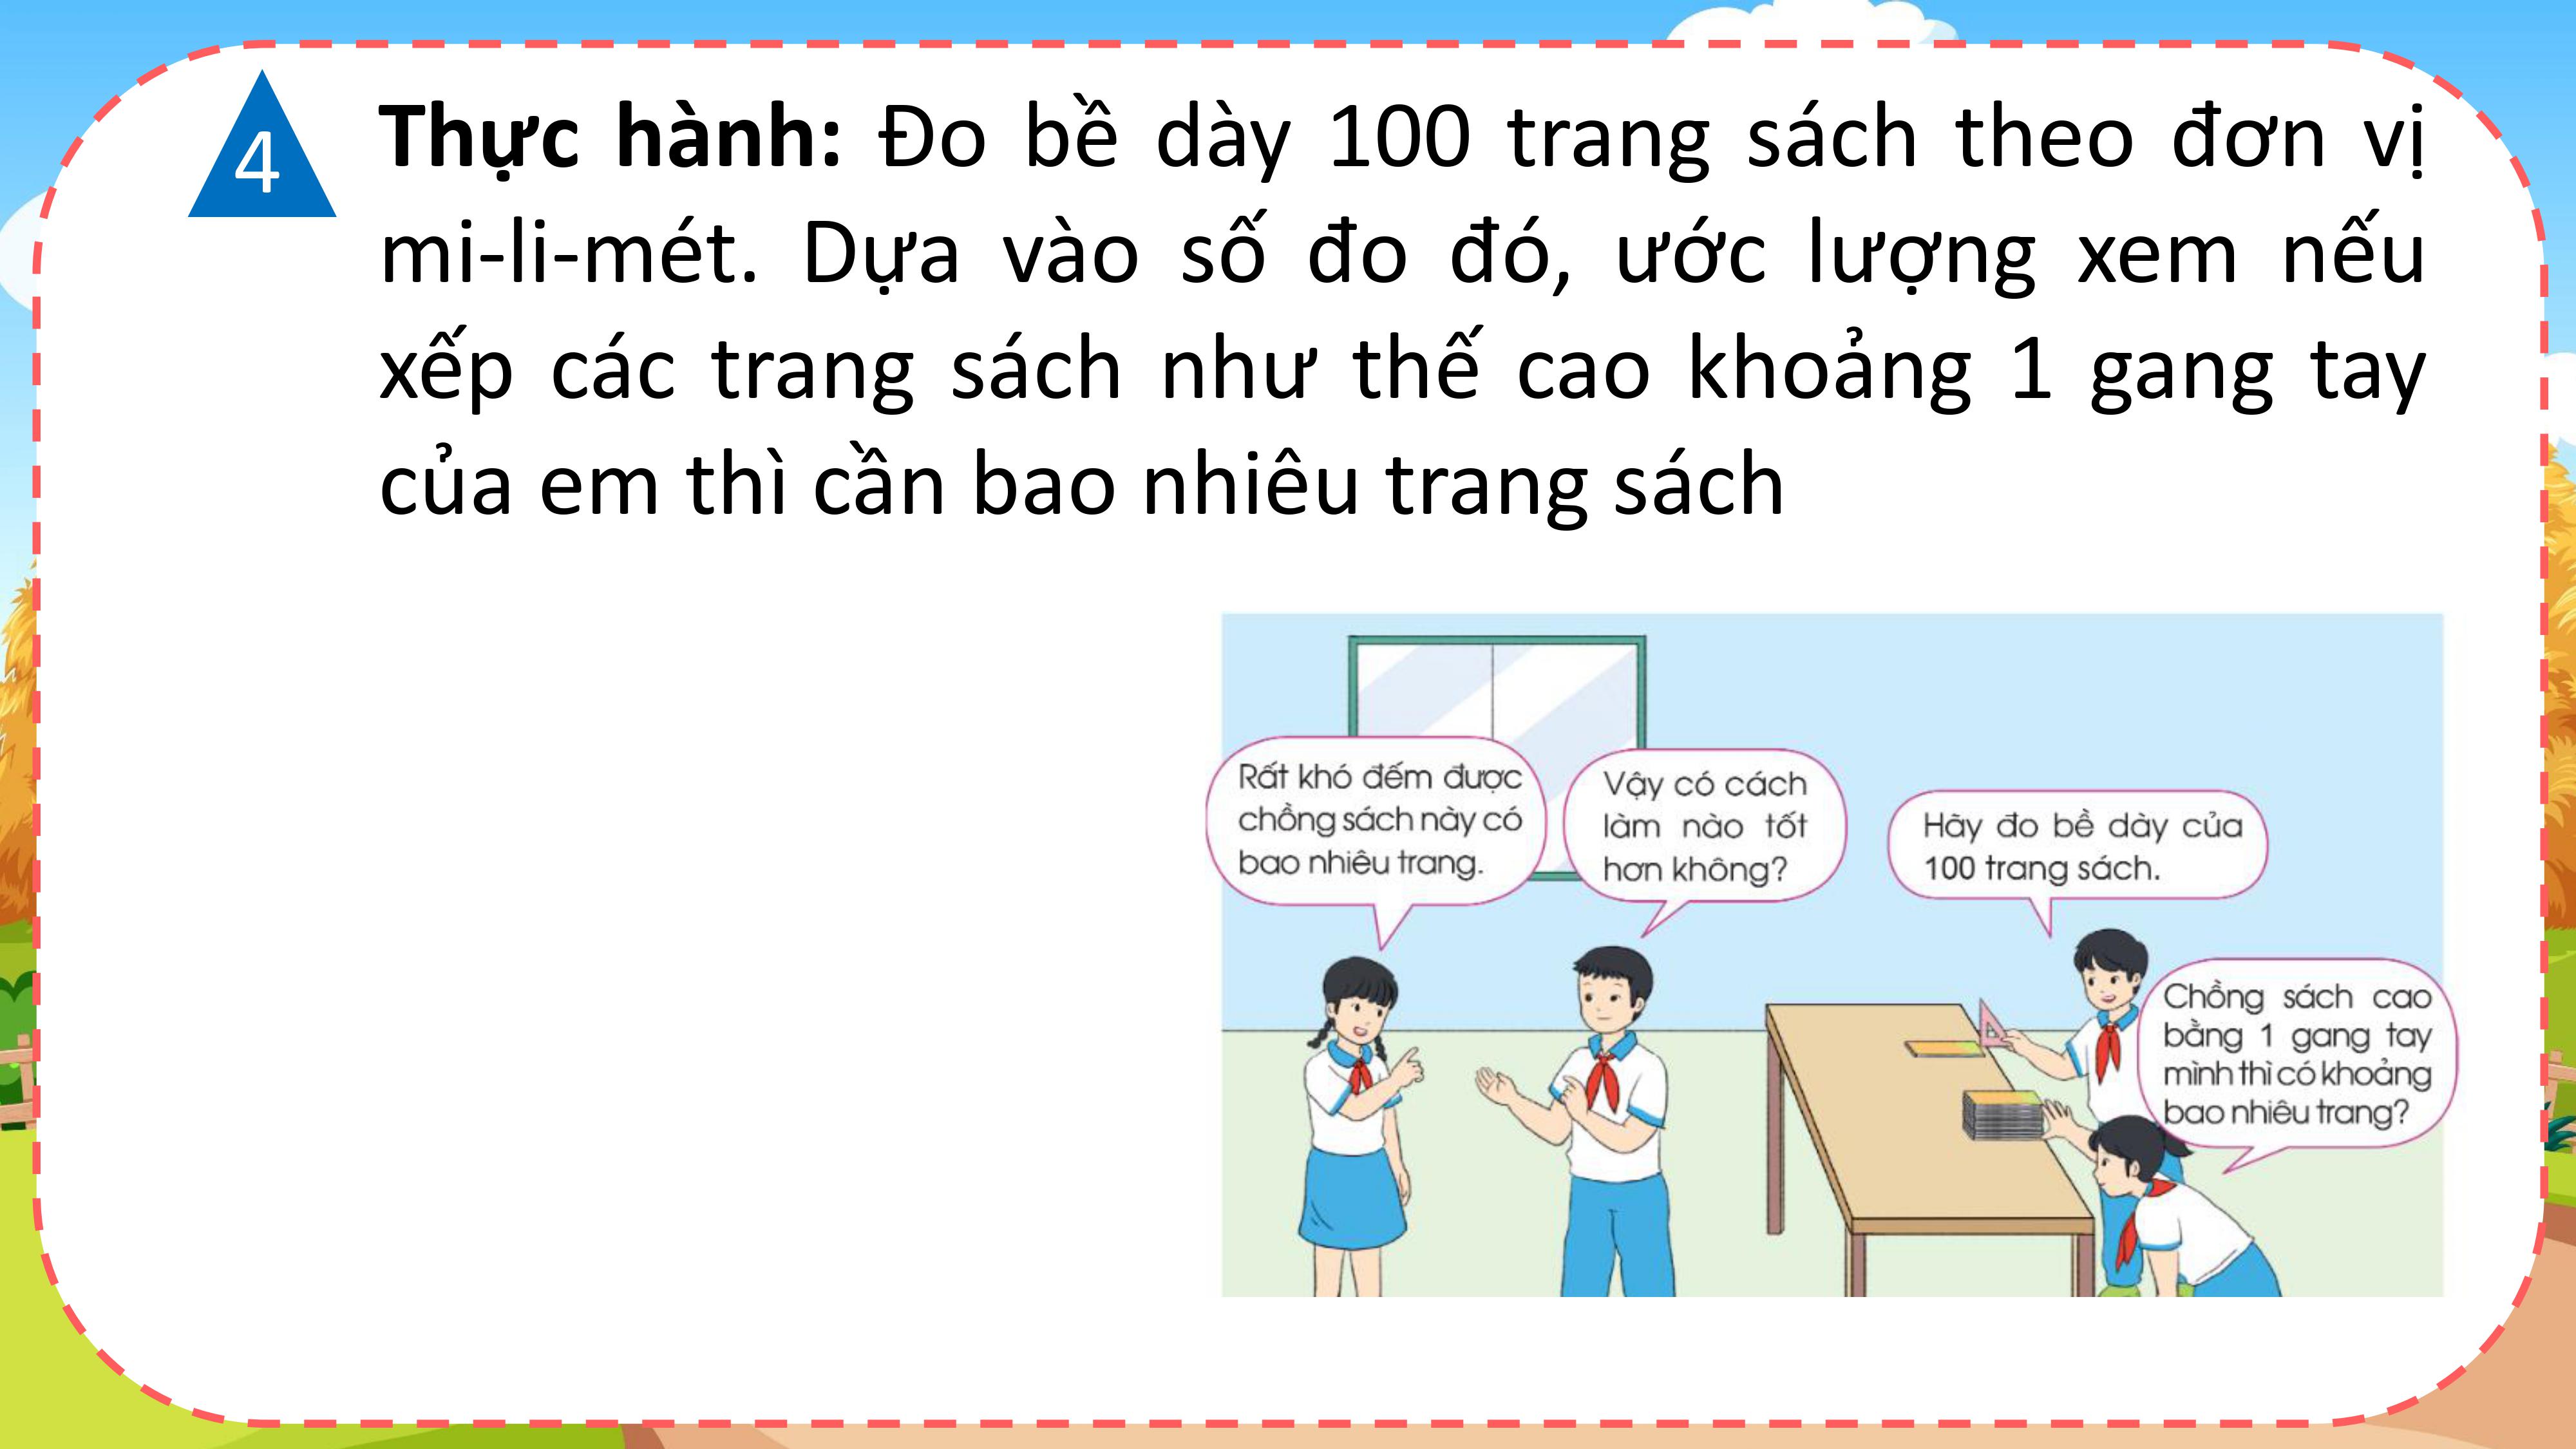 4
Thực hành: Đo bề dày 100 trang sách theo đơn vị
mi-li-mét. Dựa vào số đo đó, ước lượng xem nếu
xếp các trang sách như thế cao khoảng 1 gang tay
của em thì cần bao nhiêu trang sách
Rất khó đếm được
chồng sách này có
bao nhiêu trang.
Vậy có cách
làm nào tốt
hơn không?
Hãy đo bề dày của
100 trang sách.
Chồng sách cao
bằng 1 gang tay
mình thì có khoảng
bao nhiêu trang?